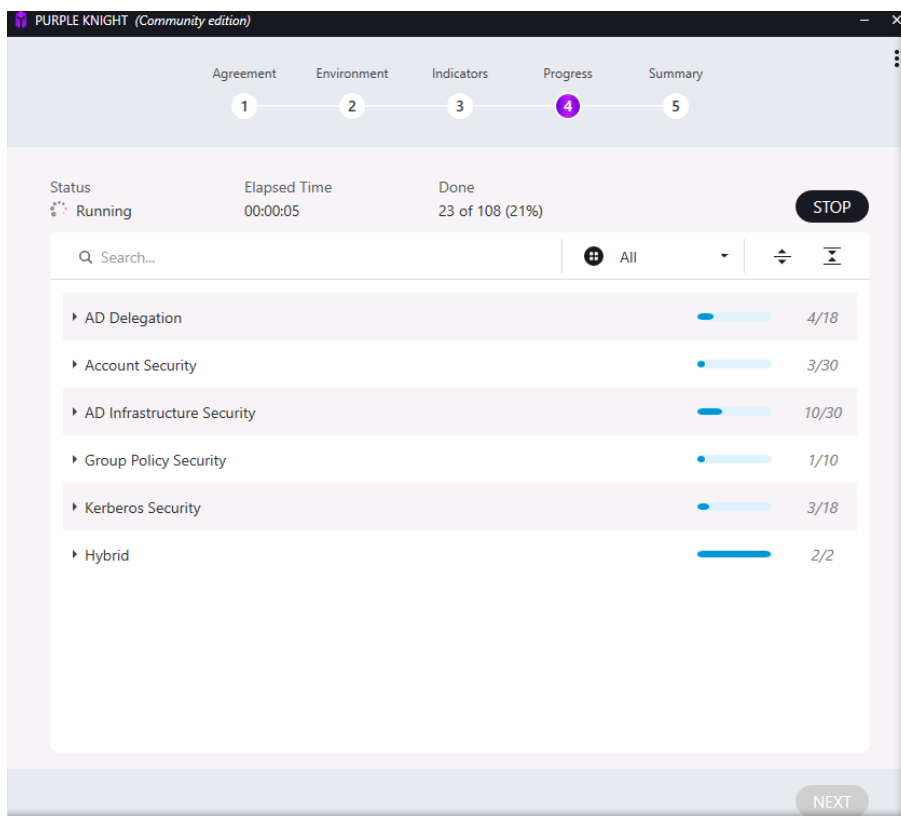 PURPLE KNIGHT (Community edition)
Agreement Environment Indicators Progress Summary
1 2 3 4 5
Status Elapsed Time Done
Running 00:00:05 23 of 108 (21%) STOP
Search... All
AD Delegation 4/18
Account Security 3/30
AD Infrastructure Security 10/30
Group Policy Security 1/10
Kerberos Security 3/18
Hybrid 2/2
NEXT